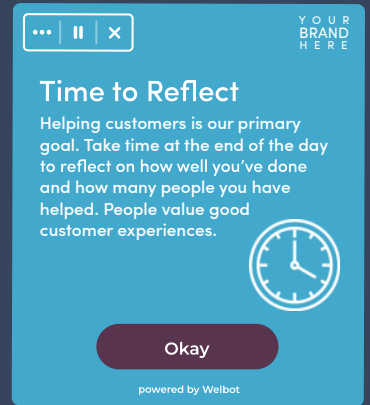 YOUR
BRAND
HERE
Time to Reflect
Helping customers is our primary
goal. Take time at the end of the day
to reflect on how well you’ve done
and how many people you have
helped. People value good
customer experiences.
Okay
powered by Welbot